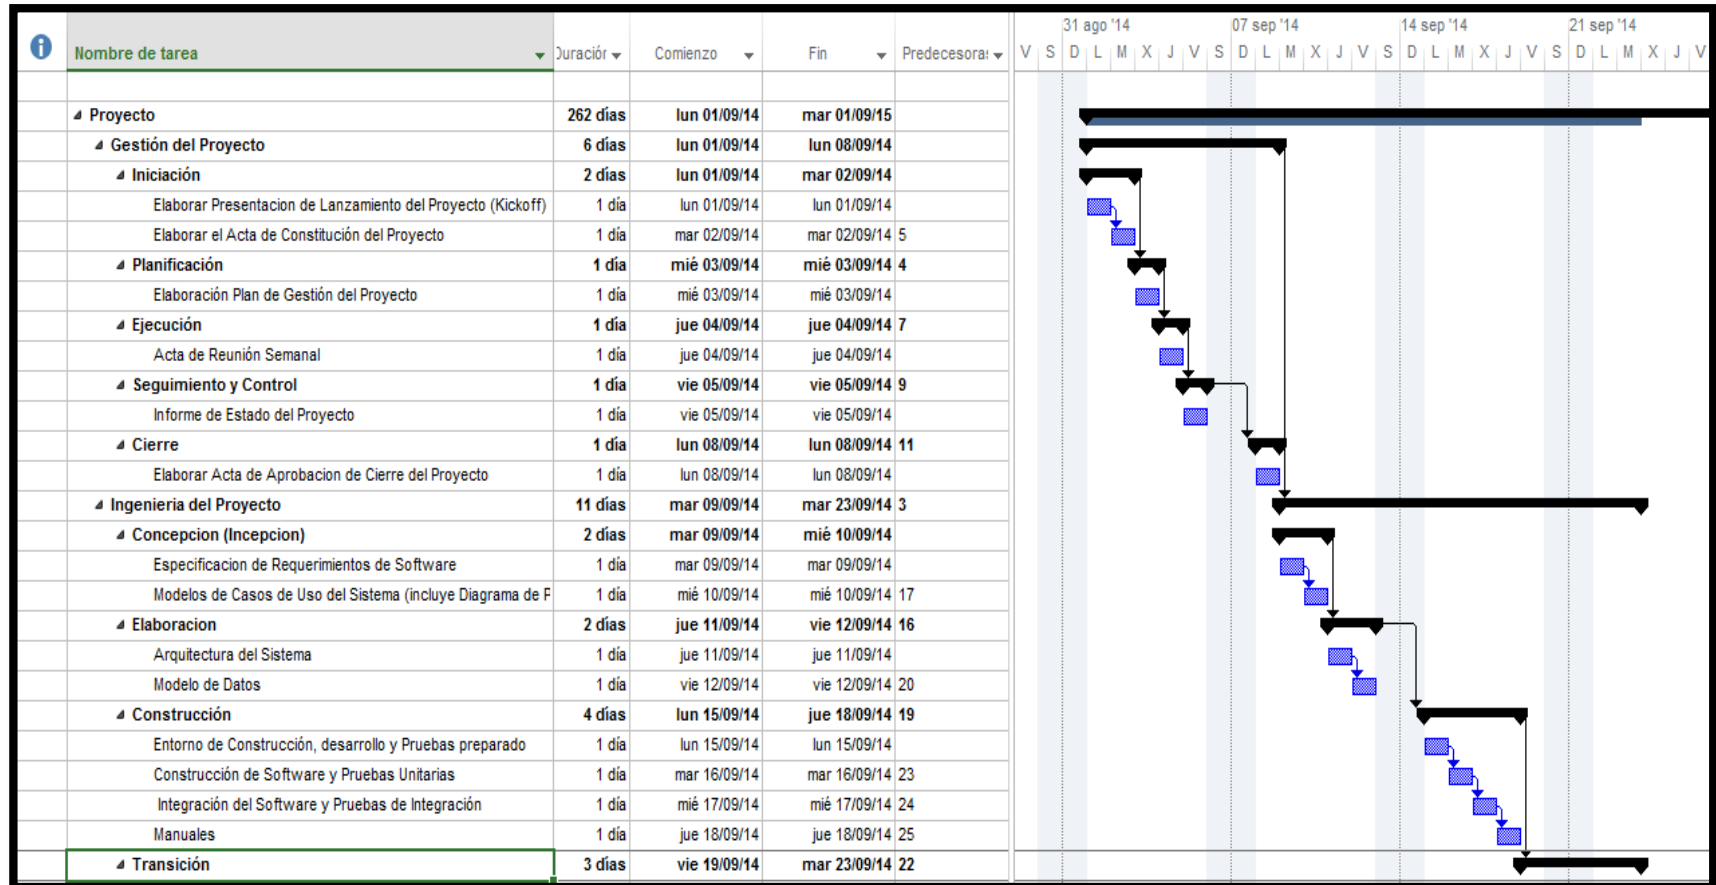 31 ago '14 07 sep '14 14 sep '14 21 sep '14
Nombre de tarea Duración Comienzo Fin Predecesoras V S D L M X J V S D L M X J V S D L M X J V S D L M X J V
Proyecto 262 días lun 01/09/14 mar 01/09/15
Gestión del Proyecto 6 días lun 01/09/14 lun 08/09/14
Iniciación 2 días lun 01/09/14 mar 02/09/14
Elaborar Presentacion de Lanzamiento del Proyecto (Kickoff) 1 día lun 01/09/14 lun 01/09/14
Elaborar el Acta de Constitución del Proyecto 1 día mar 02/09/14 mar 02/09/14 5
Planificación 1 día mié 03/09/14 mié 03/09/14 4
Elaboración Plan de Gestión del Proyecto 1 día mié 03/09/14 mié 03/09/14
Ejecución 1 día jue 04/09/14 jue 04/09/14 7
Acta de Reunión Semanal 1 día jue 04/09/14 jue 04/09/14
Seguimiento y Control 1 día vie 05/09/14 vie 05/09/14 9
Informe de Estado del Proyecto 1 día vie 05/09/14 vie 05/09/14
Cierre 1 día lun 08/09/14 lun 08/09/14 11
Elaborar Acta de Aprobacion de Cierre del Proyecto 1 día lun 08/09/14 lun 08/09/14
Ingenieria del Proyecto 11 días mar 09/09/14 mar 23/09/14 3
Concepcion (Incepcion) 2 días mar 09/09/14 mié 10/09/14
Especificacion de Requerimientos de Software 1 día mar 09/09/14 mar 09/09/14
Modelos de Casos de Uso del Sistema (incluye Diagrama de P 1 día mié 10/09/14 mié 10/09/14 17
Elaboracion 2 días jue 11/09/14 vie 12/09/14 16
Arquitectura del Sistema 1 día jue 11/09/14 jue 11/09/14
Modelo de Datos 1 día vie 12/09/14 vie 12/09/14 20
Construcción 4 días lun 15/09/14 jue 18/09/14 19
Entorno de Construcción, desarrollo y Pruebas preparado 1 día lun 15/09/14 lun 15/09/14
Construcción de Software y Pruebas Unitarias 1 día mar 16/09/14 mar 16/09/14 23
Integración del Software y Pruebas de Integración 1 día mié 17/09/14 mié 17/09/14 24
Manuales 1 día jue 18/09/14 jue 18/09/14 25
Transición 3 días vie 19/09/14 mar 23/09/14 22